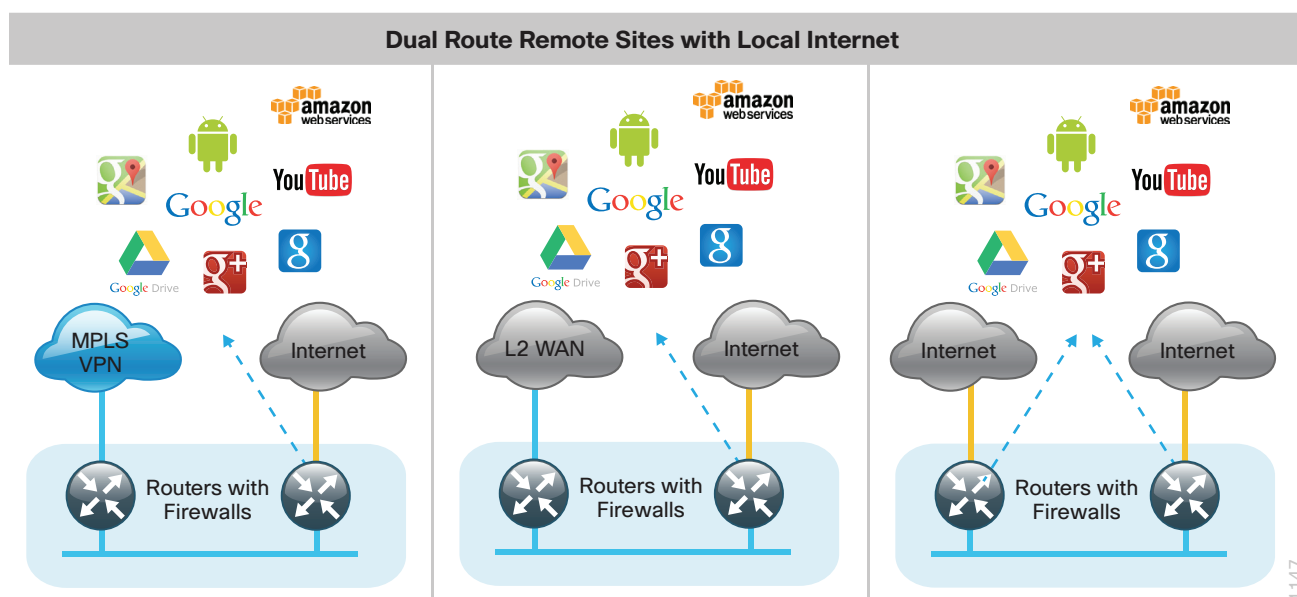 Dual Route Remote Sites with Local Internet
amazon
webservices
YouTube
Google
Google Drive
g+
g
MPLS
VPN
Internet
Routers with
Firewalls
amazon
webservices
YouTube
Google
Google Drive
g+
g
L2 WAN
Internet
Routers with
Firewalls
amazon
webservices
YouTube
Google
Google Drive
g+
g
Internet
Internet
Routers with
Firewalls